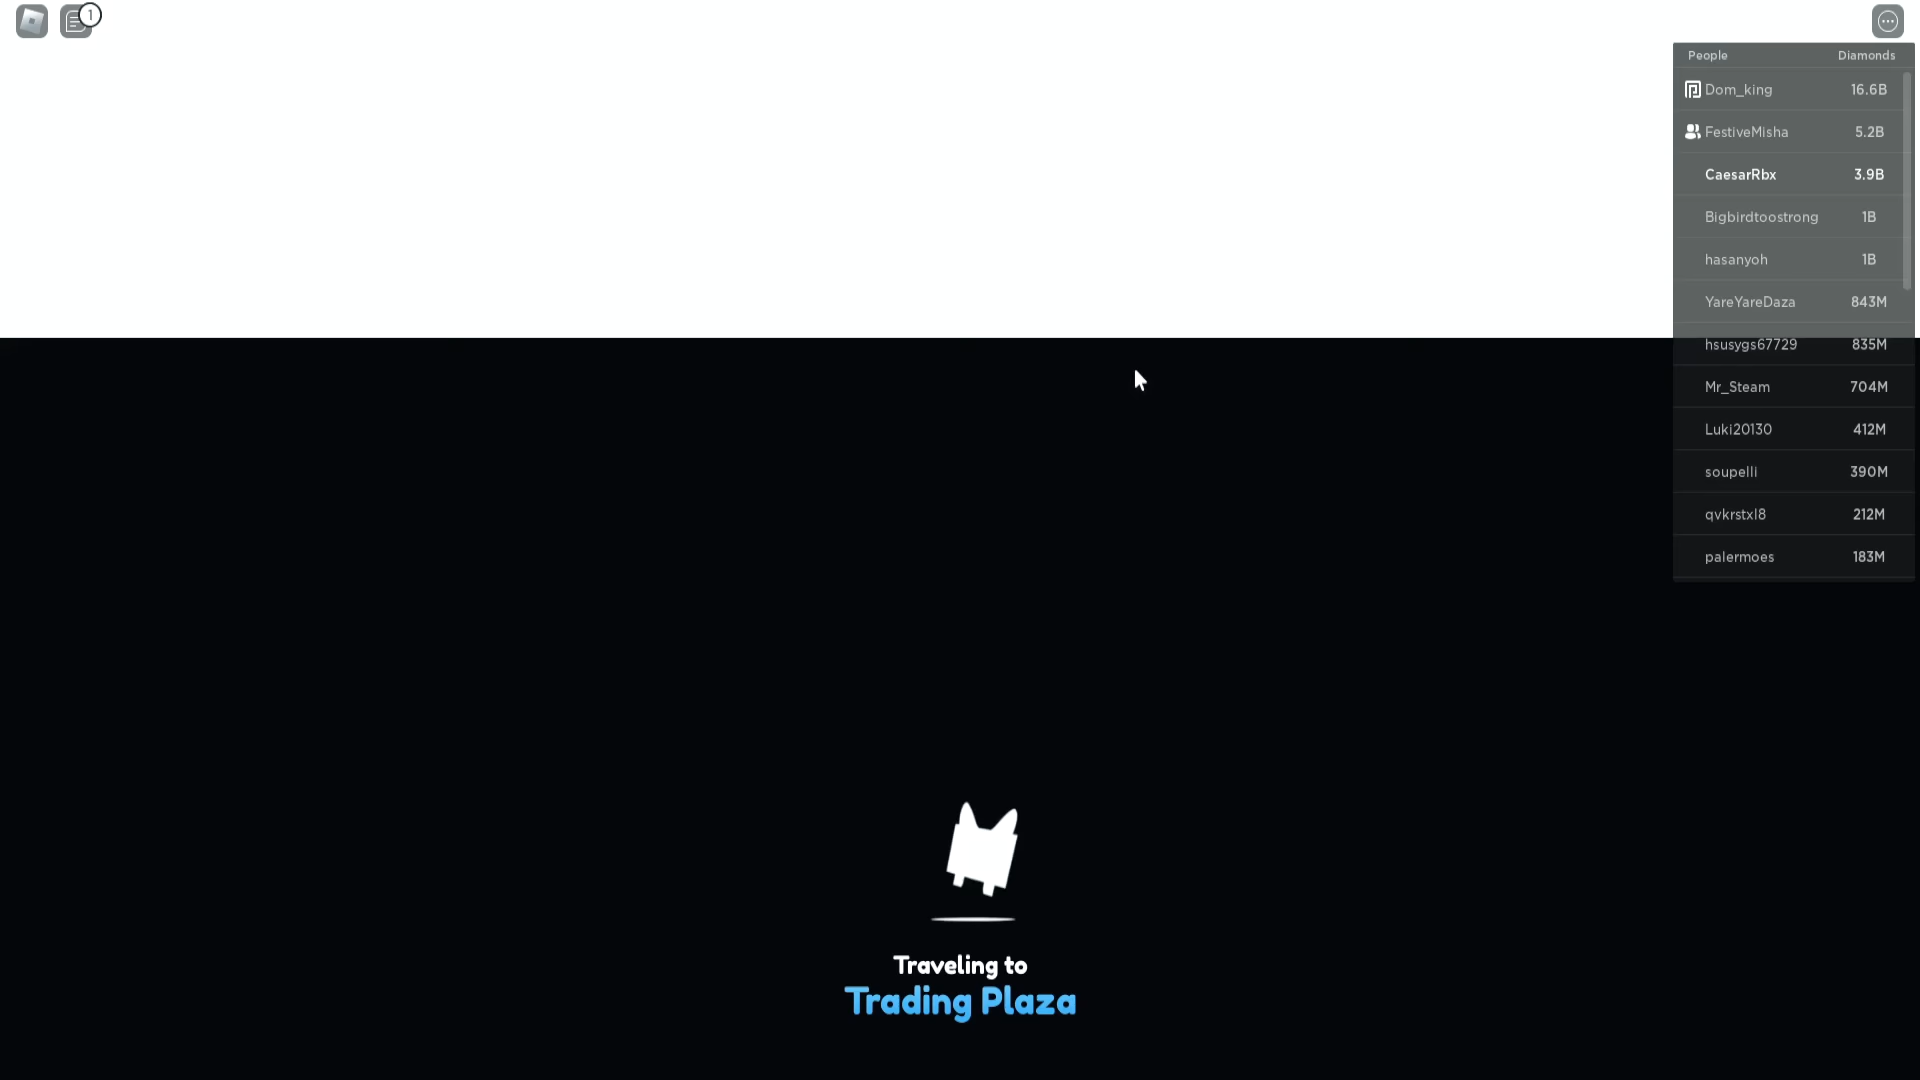 1
People Diamonds
Dom_king 16.6B
FestiveMisha 5.2B
CaesarRbx 3.9B
Bigbirdtoostrong 1B
hasanyoh 1B
YareYareDaza 843M
hsusygs67729 835M
Mr_Steam 704M
Luki20130 412M
soupelli 390M
qvkrstxl8 212M
palermoes 183M
Traveling to
Trading Plaza